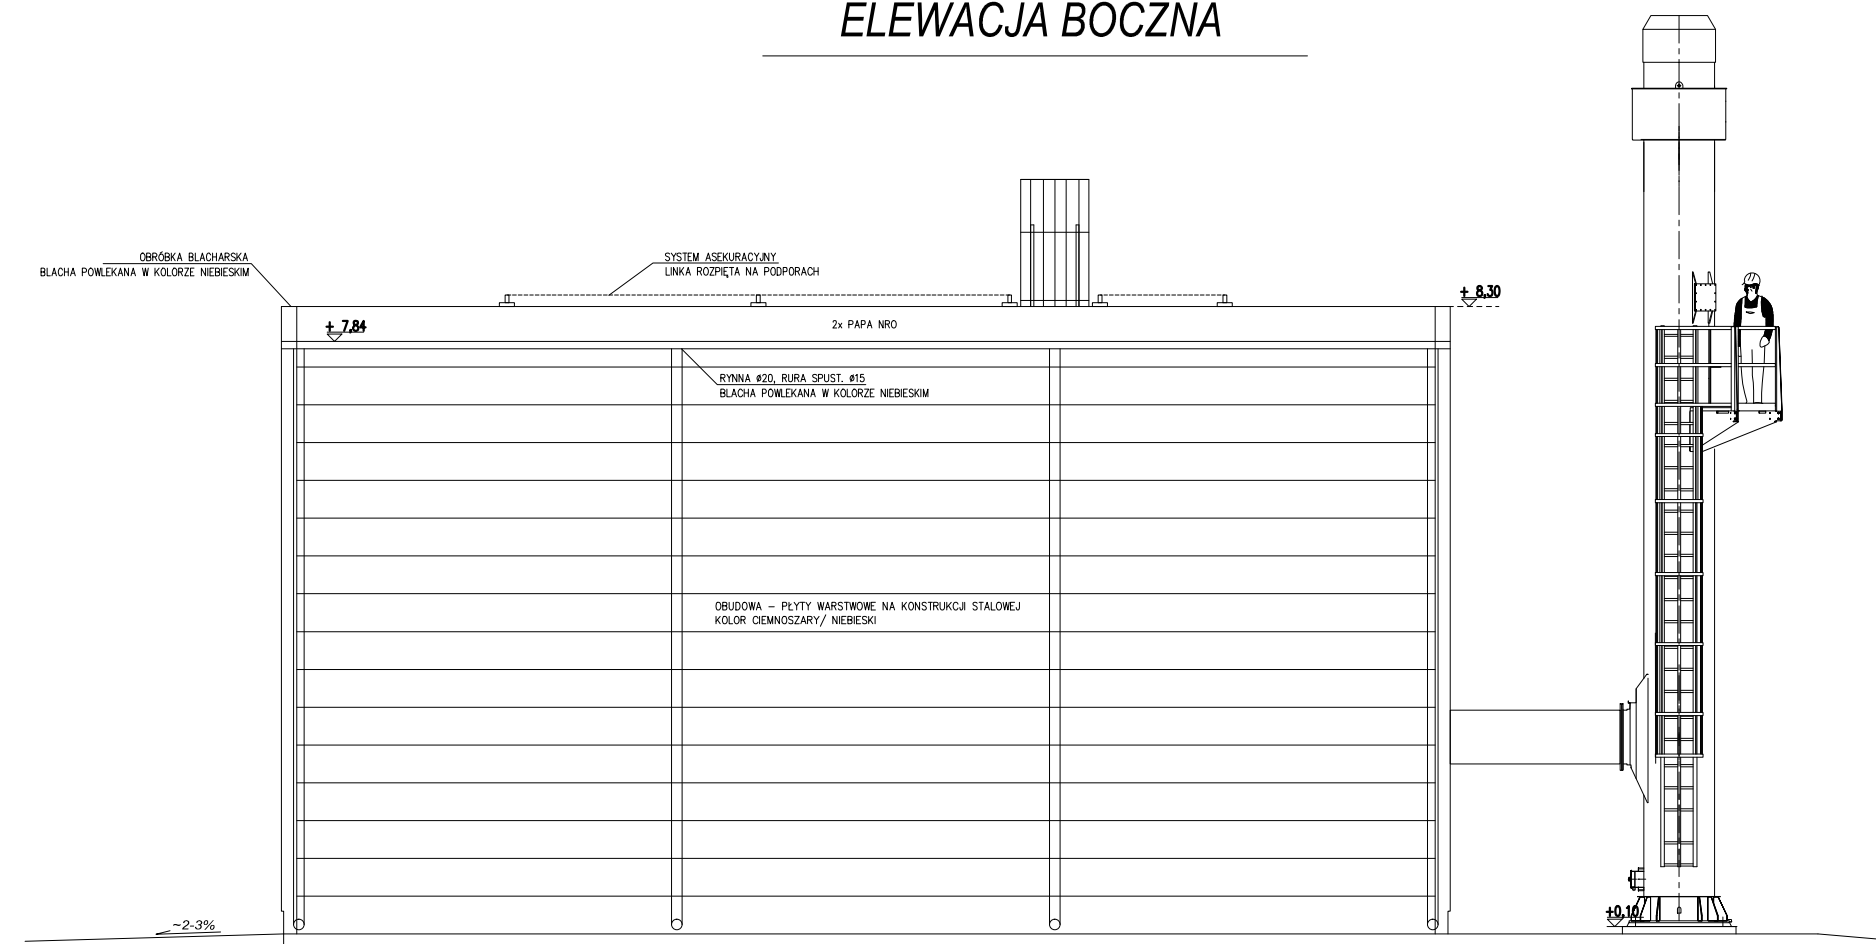 ELEWACJA BOCZNA
OBRÓBKA BLACHARSKA
BLACHA POWLEKANA W KOLORZE NIEBIESKIM
SYSTEM ASEKURACYJNY
LINKA ROZPIĘTA NA PODPORACH
+ 8,30
+ 7,84
2x PAPA NRO
RYNNA ø20, RURA SPUST. ø15
BLACHA POWLEKANA W KOLORZE NIEBIESKIM
OBUDOWA – PŁYTY WARSTWOWE NA KONSTRUKCJI STALOWEJ
KOLOR CIEMNOSZARY/ NIEBIESKI
+0,10
~2-3%